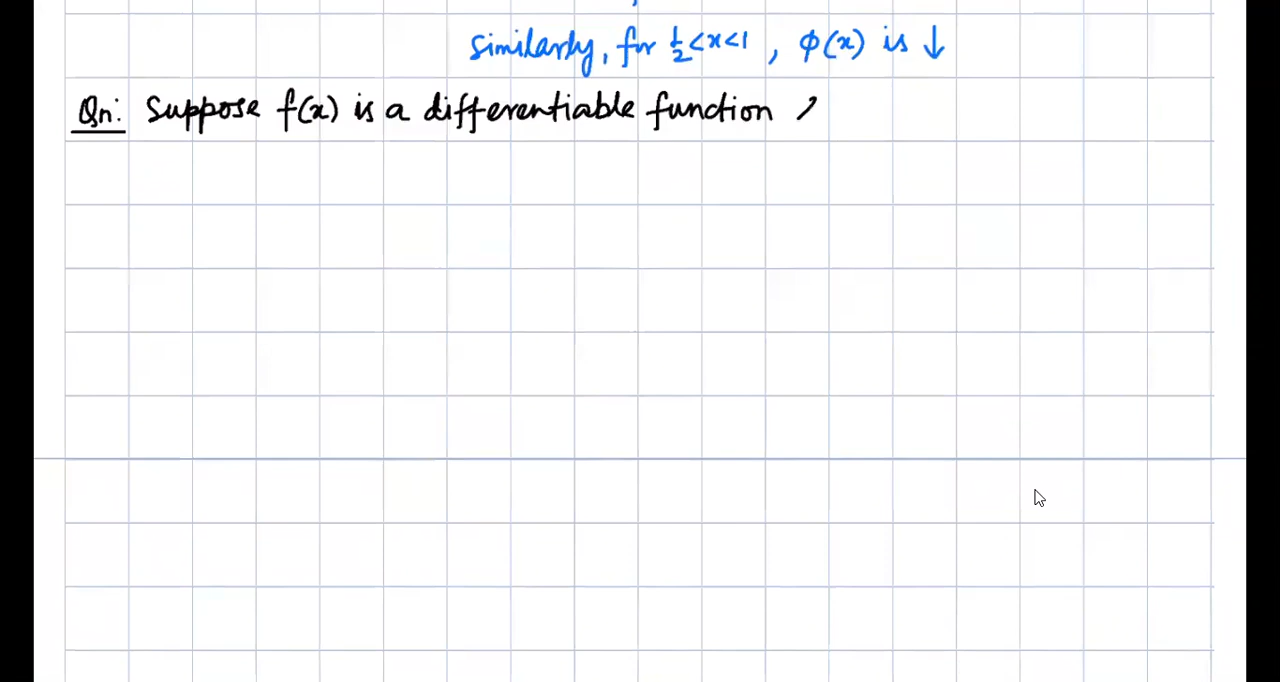 Similarly, for ½<x<1, φ(x) is ↓
Qn: Suppose f(x) is a differentiable function